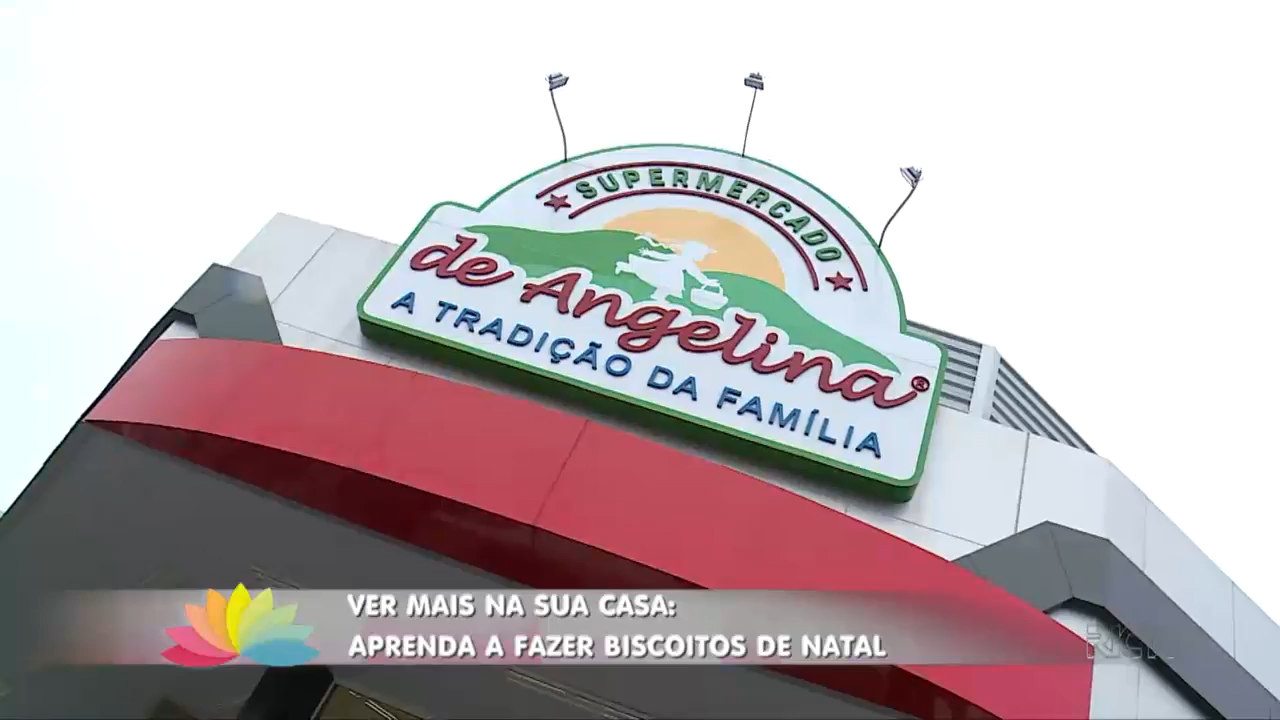 SUPERMERCADO
de Angelina®
A TRADIÇÃO DA FAMÍLIA
VER MAIS NA SUA CASA:
APRENDA A FAZER BISCOITOS DE NATAL